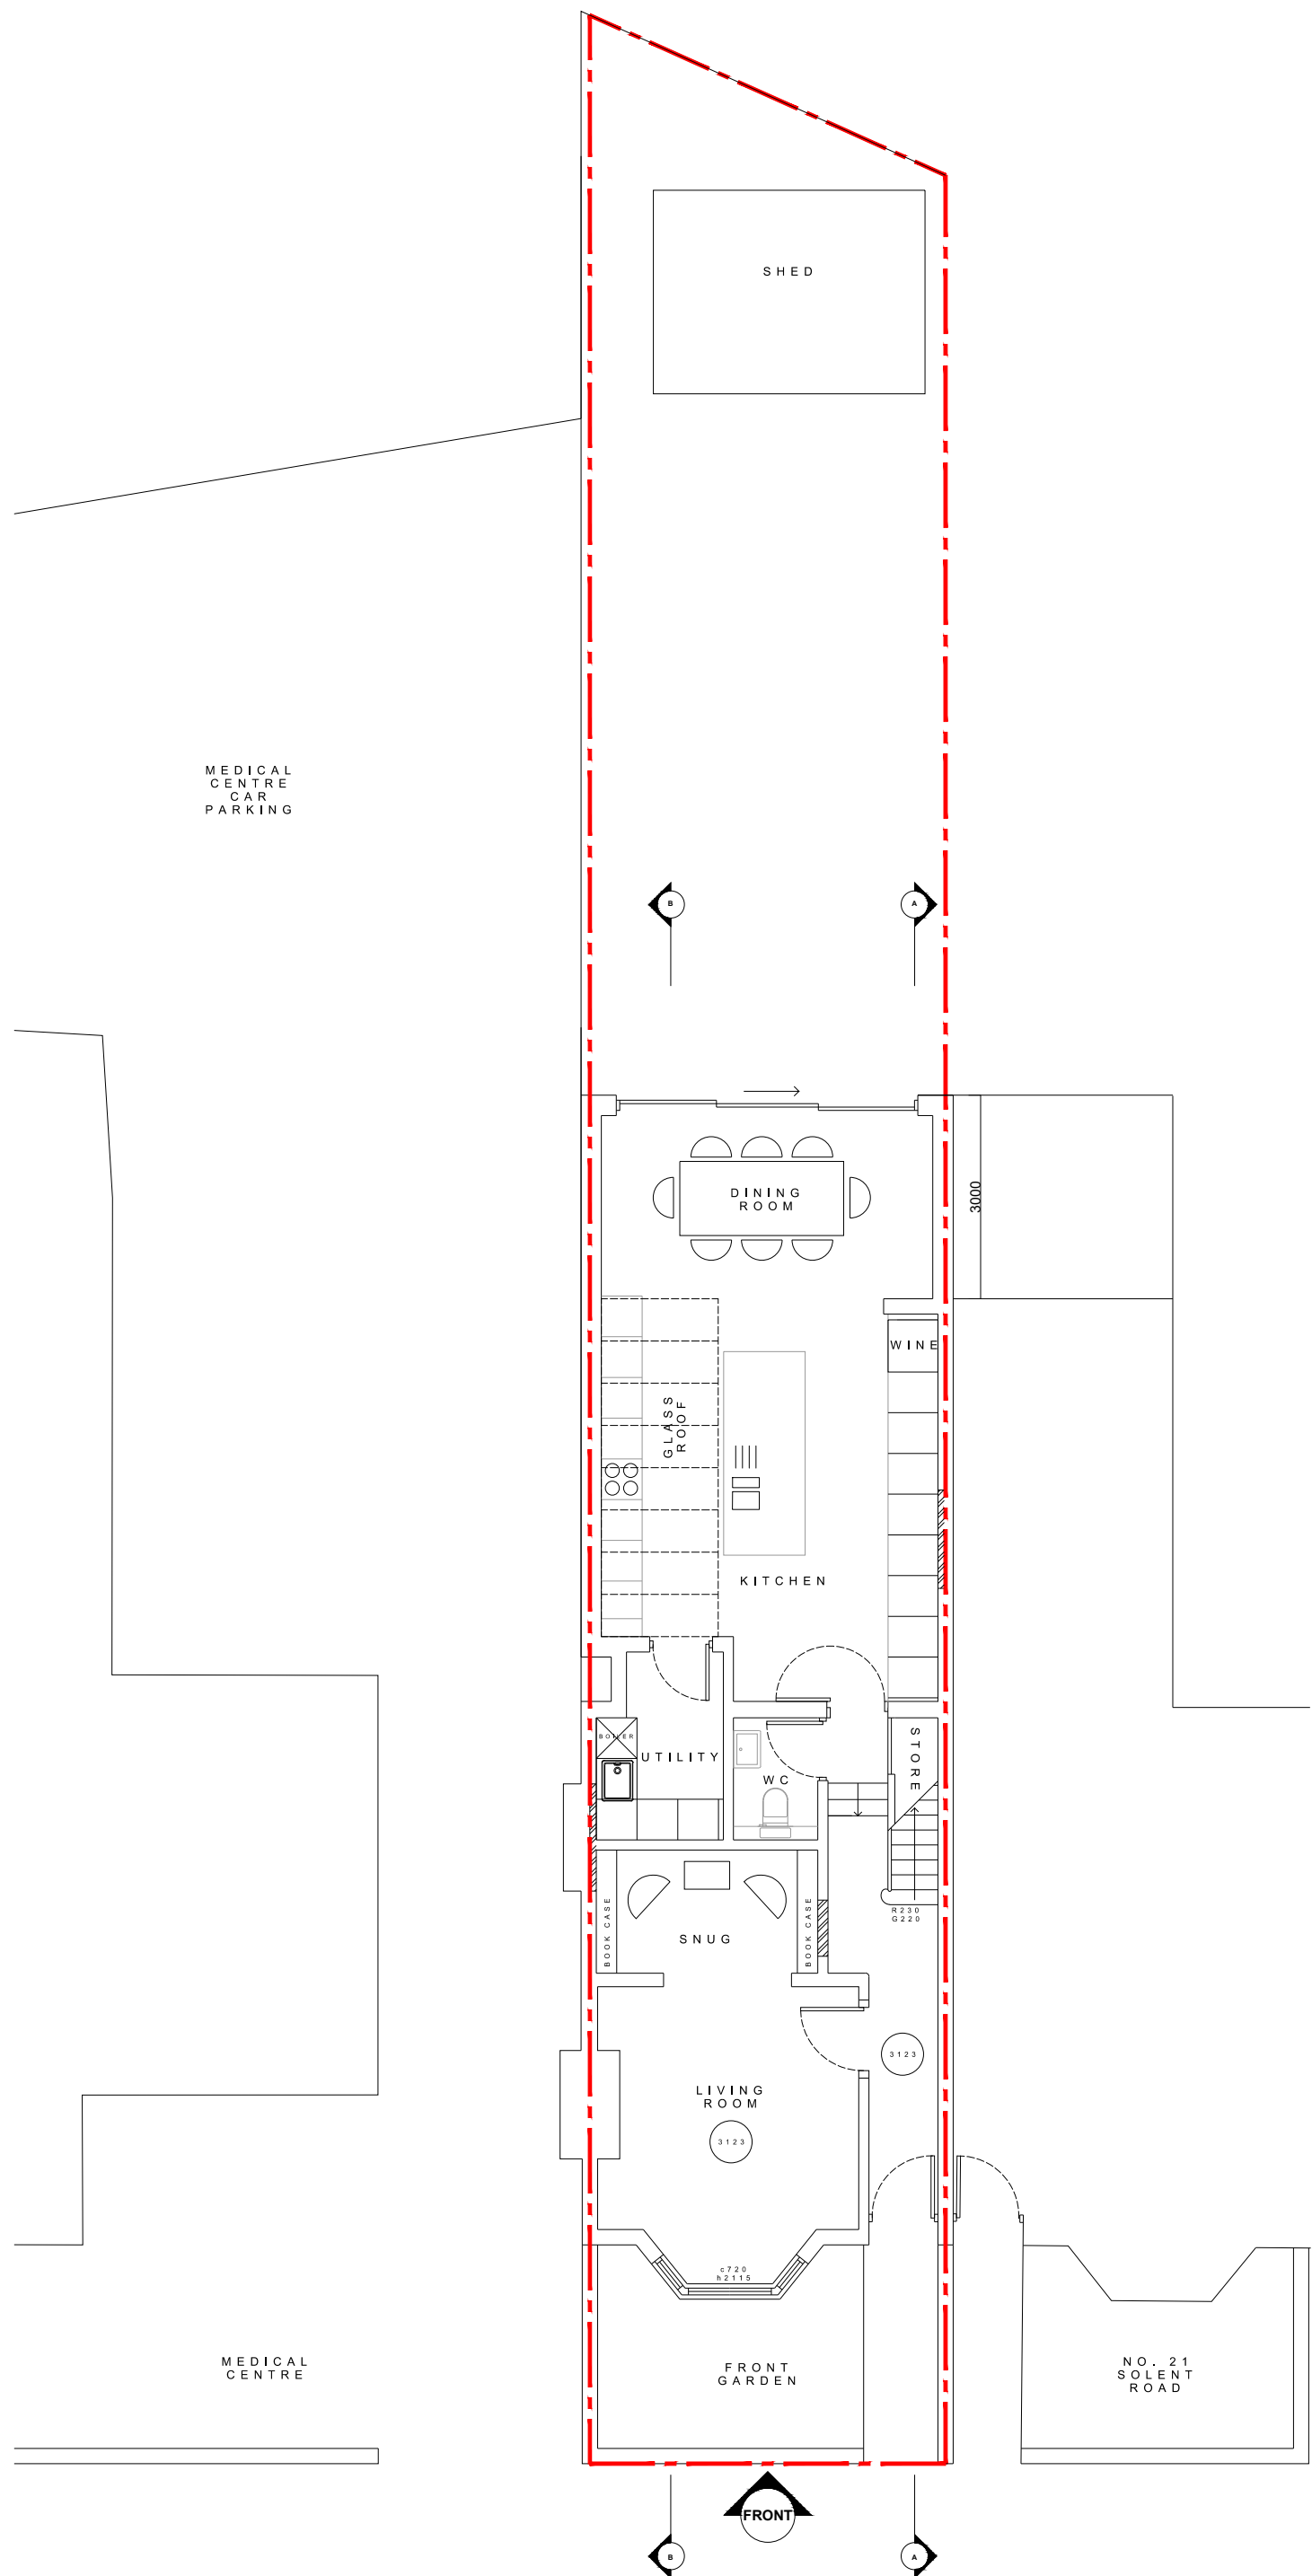 SHED
MEDICAL
CENTRE
CAR
PARKING
B
A
DINING
ROOM
3000
WINE
GLASS
ROOF
KITCHEN
BOILER
UTILITY
WC
STORE
R230
G220
BOOK CASE
SNUG
BOOK CASE
3123
LIVING
ROOM
3123
c720
h2115
MEDICAL
CENTRE
FRONT
GARDEN
NO. 21
SOLENT
ROAD
FRONT
B
A